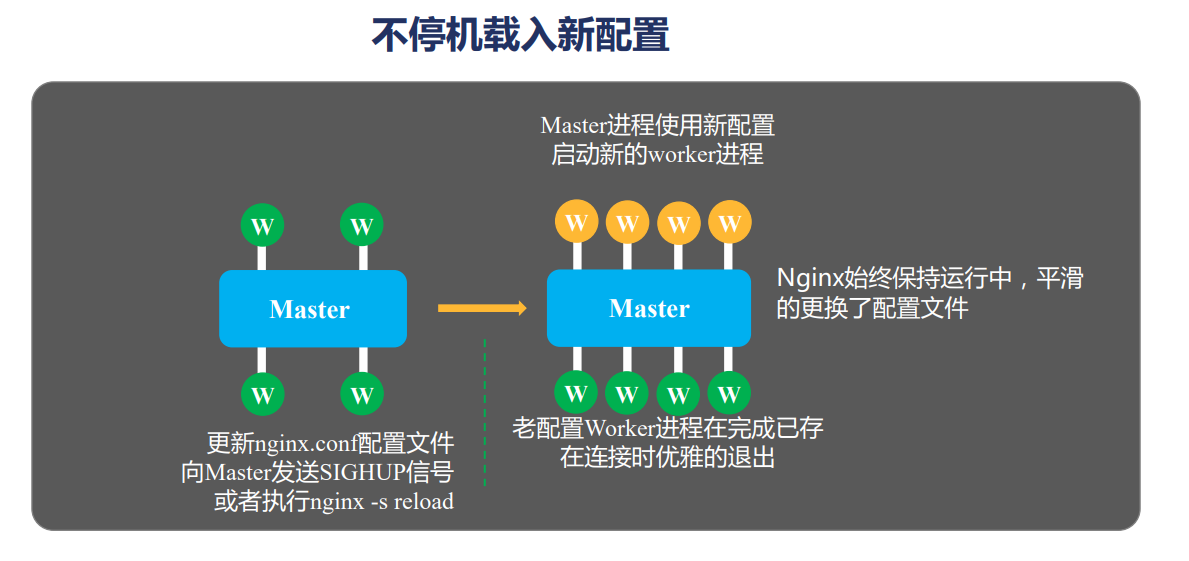 不停机载入新配置
Master进程使用新配置
启动新的worker进程
W W
W W W W
Master
Master
Nginx始终保持运行中，平滑
的更换了配置文件
W W
W W W W
更新nginx.conf配置文件
向Master发送SIGHUP信号
或者执行nginx -s reload
老配置Worker进程在完成已存
在连接时优雅的退出